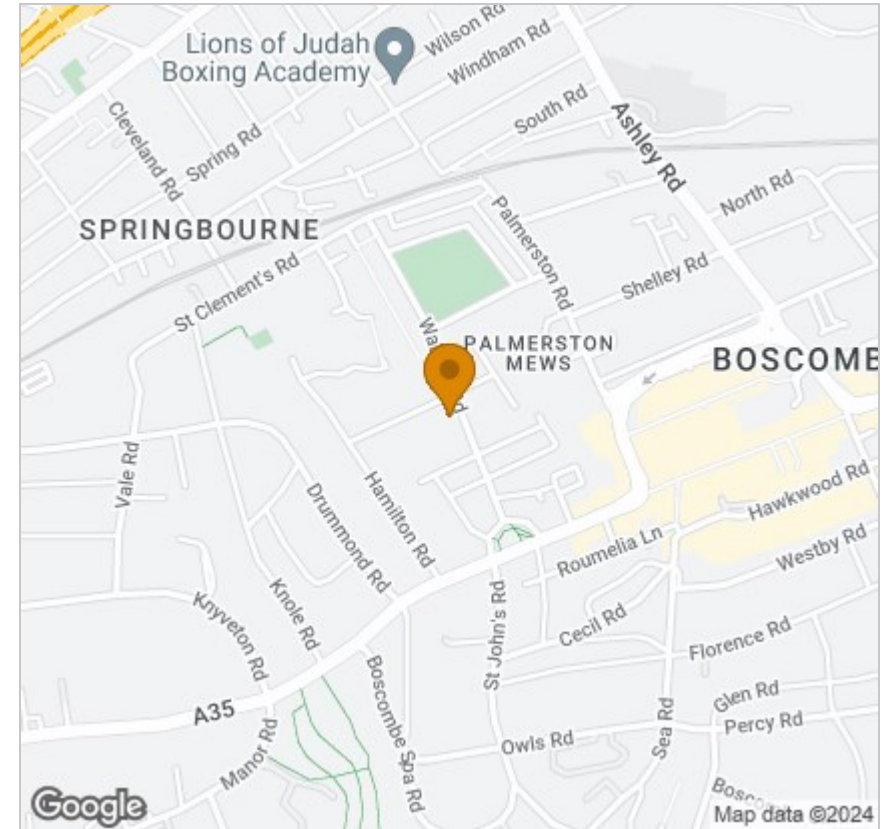 Lions of Judah
Boxing Academy
Wilson Rd
Windham Rd
South Rd
Ashley Rd
Cleveland Rd
Spring Rd
North Rd
Palmerston Rd
SPRINGBOURNE
Shelley Rd
St Clement's Rd
PALMERSTON
MEWS
BOSCOMBE
Vale Rd
Drummond Rd
Hamilton Rd
Hawkwood Rd
Roumelia Ln
Westby Rd
Knyveton Rd
Knole Rd
St John's Rd
Cecil Rd
Florence Rd
Boscombe Spa Rd
Glen Rd
A35
Manor Rd
Sea Rd
Percy Rd
Owls Rd
Google
Map data ©2024